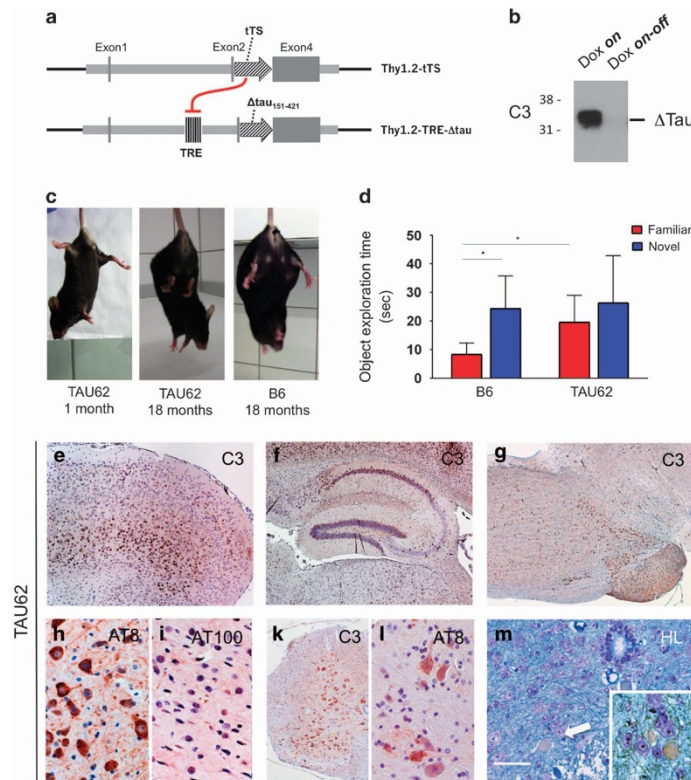 a
tTS
Exon1
Exon2
Exon4
Thy1.2-tTS
Δtau151-421
Thy1.2-TRE-Δtau
TRE
b
Dox on
Dox on-off
C3
38 -
31 -
ΔTau
c
TAU62
1 month
TAU62
18 months
B6
18 months
d
Familiar
Novel
Object exploration time
(sec)
50
40
30
20
10
0
*
*
B6
TAU62
TAU62
e
C3
f
C3
g
C3
h
AT8
i
AT100
k
C3
l
AT8
m
HL